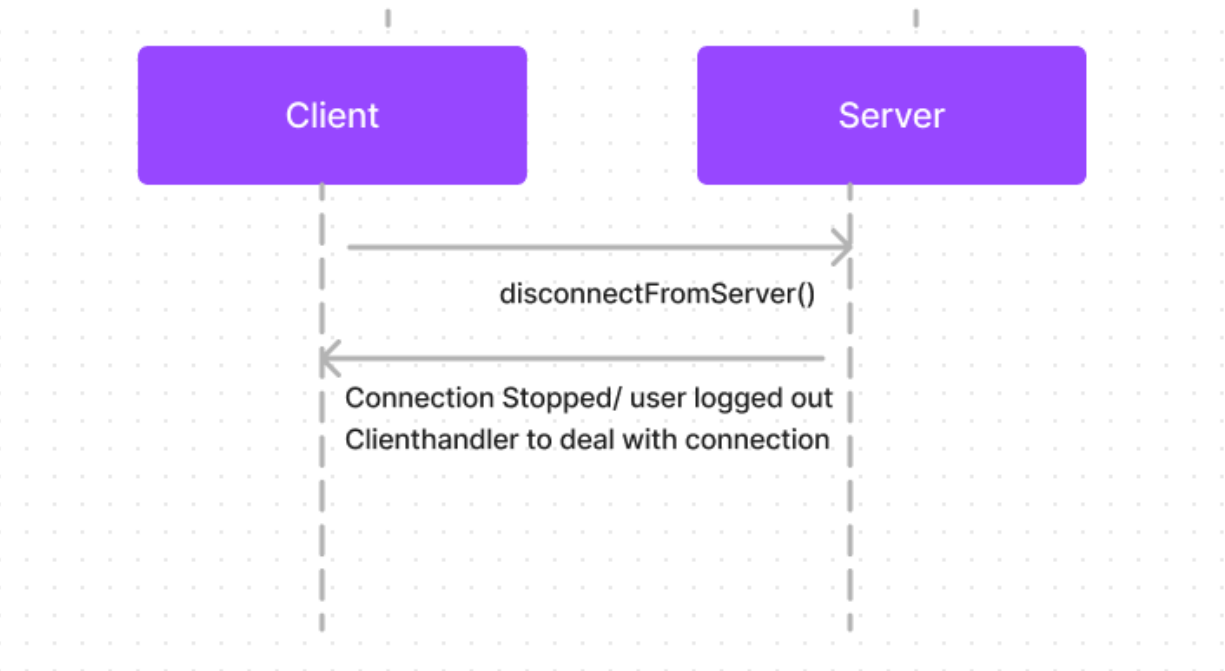 Client
Server
disconnectFromServer()
Connection Stopped/ user logged out
Clienthandler to deal with connection